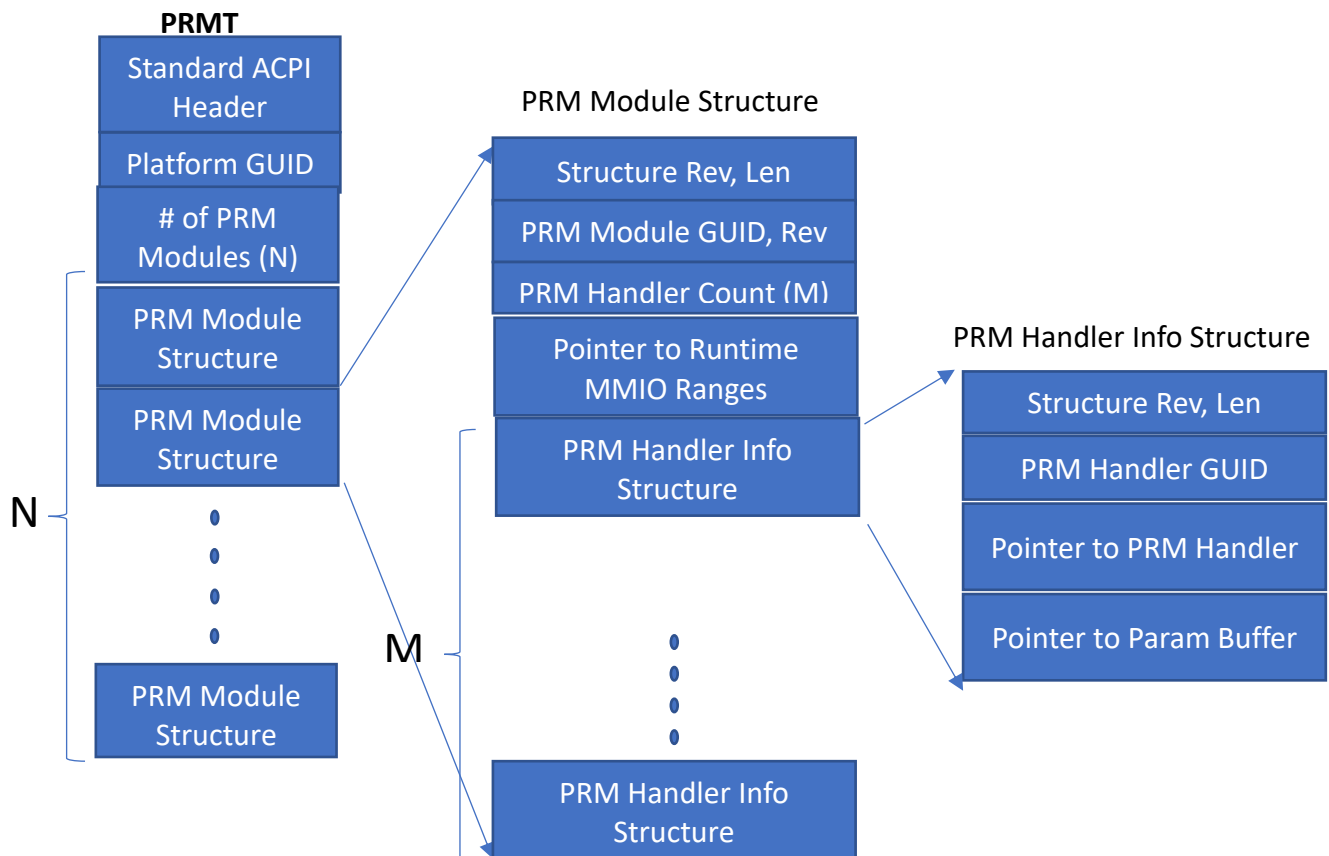 PRMT
Standard ACPI
Header
Platform GUID
# of PRM
Modules (N)
PRM Module
Structure
PRM Module
Structure
N
PRM Module
Structure
PRM Module Structure
Structure Rev, Len
PRM Module GUID, Rev
PRM Handler Count (M)
Pointer to Runtime
MMIO Ranges
PRM Handler Info
Structure
M
PRM Handler Info
Structure
PRM Handler Info Structure
Structure Rev, Len
PRM Handler GUID
Pointer to PRM Handler
Pointer to Param Buffer